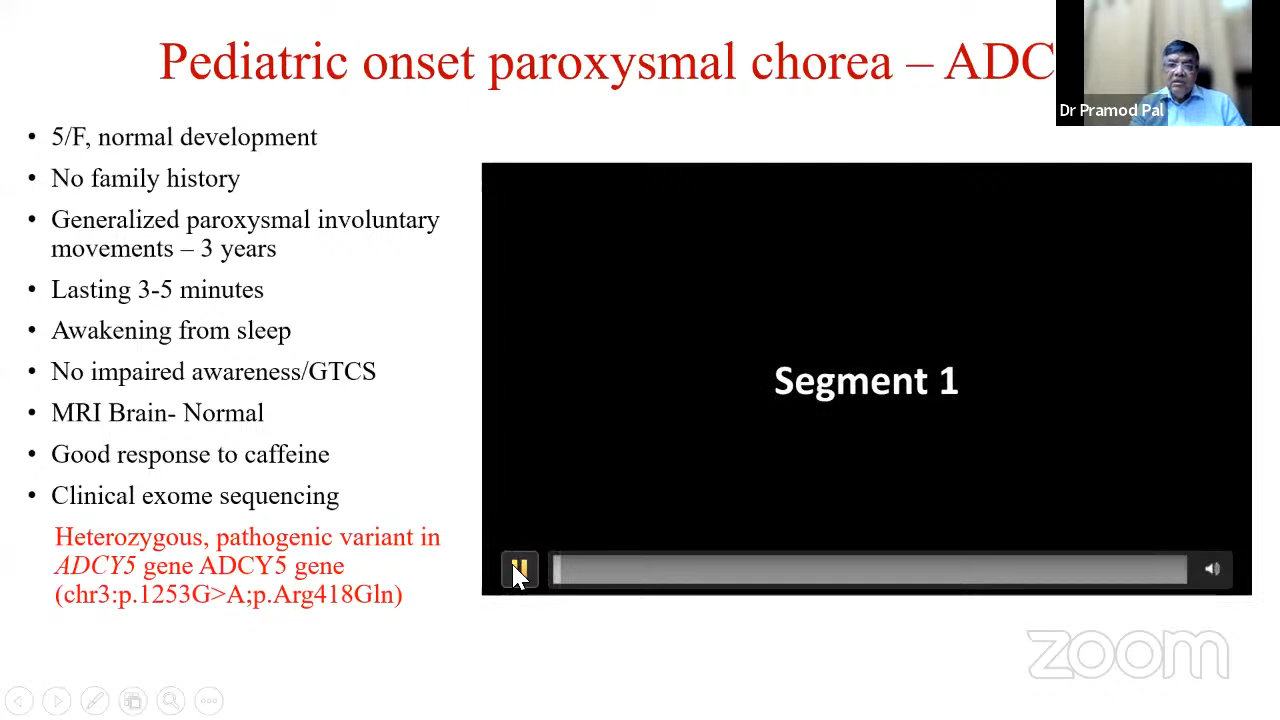 Pediatric onset paroxysmal chorea – ADC
Dr Pramod Pal
• 5/F, normal development
• No family history
• Generalized paroxysmal involuntary
movements – 3 years
• Lasting 3-5 minutes
• Awakening from sleep
• No impaired awareness/GTCS
• MRI Brain- Normal
• Good response to caffeine
• Clinical exome sequencing
Heterozygous, pathogenic variant in
ADCY5 gene ADCY5 gene
(chr3:p.1253G>A;p.Arg418Gln)
Segment 1
zoom